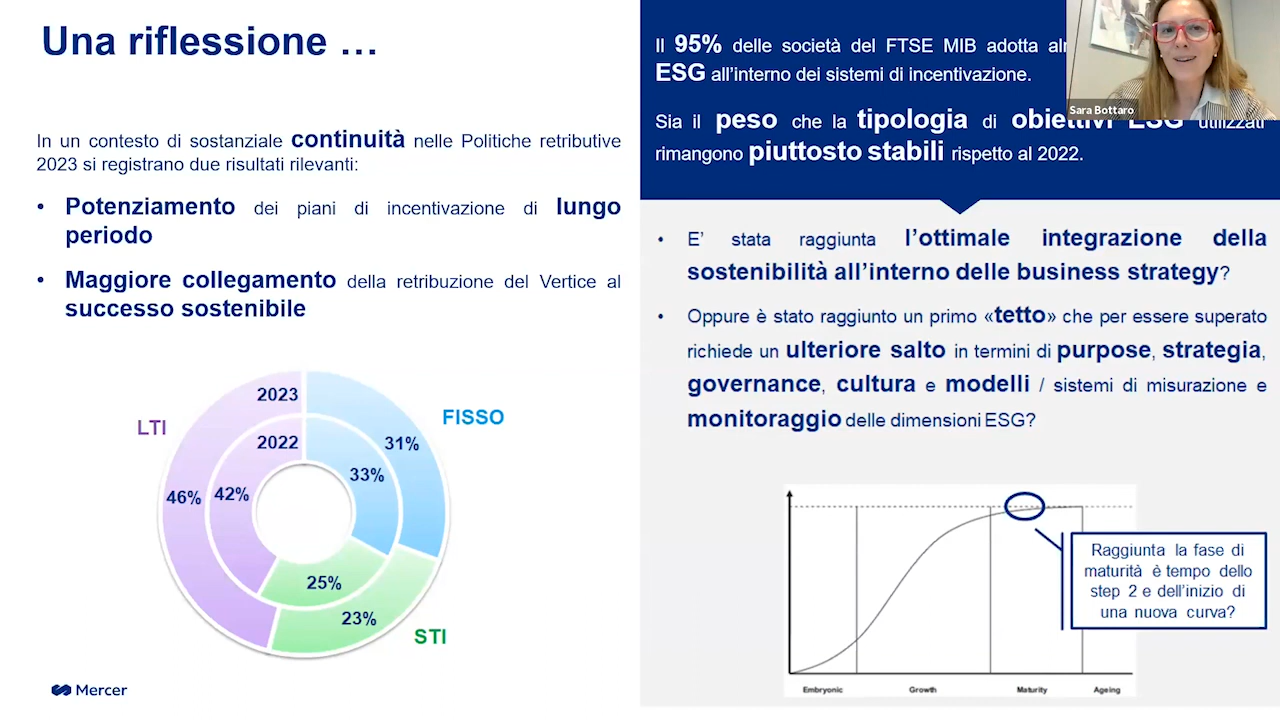 Una riflessione …
In un contesto di sostanziale continuità nelle Politiche retributive
2023 si registrano due risultati rilevanti:
• Potenziamento dei piani di incentivazione di lungo
periodo
• Maggiore collegamento della retribuzione del Vertice al
successo sostenibile
2023
2022
LTI
FISSO
31%
33%
46%
42%
25%
23%
STI
Mercer
Il 95% delle società del FTSE MIB adotta
ESG all'interno dei sistemi di incentivazione.
Sara Bottaro
Sia il peso che la tipologia di obiettivi ESG utilizzati
rimangono piuttosto stabili rispetto al 2022.
• E' stata raggiunta l'ottimale integrazione della
sostenibilità all'interno delle business strategy?
• Oppure è stato raggiunto un primo «tetto» che per essere superato
richiede un ulteriore salto in termini di purpose, strategia,
governance, cultura e modelli / sistemi di misurazione e
monitoraggio delle dimensioni ESG?
Raggiunta la fase di
maturità è tempo dello
step 2 e dell'inizio di
una nuova curva?
Embryonic Growth Maturity Ageing